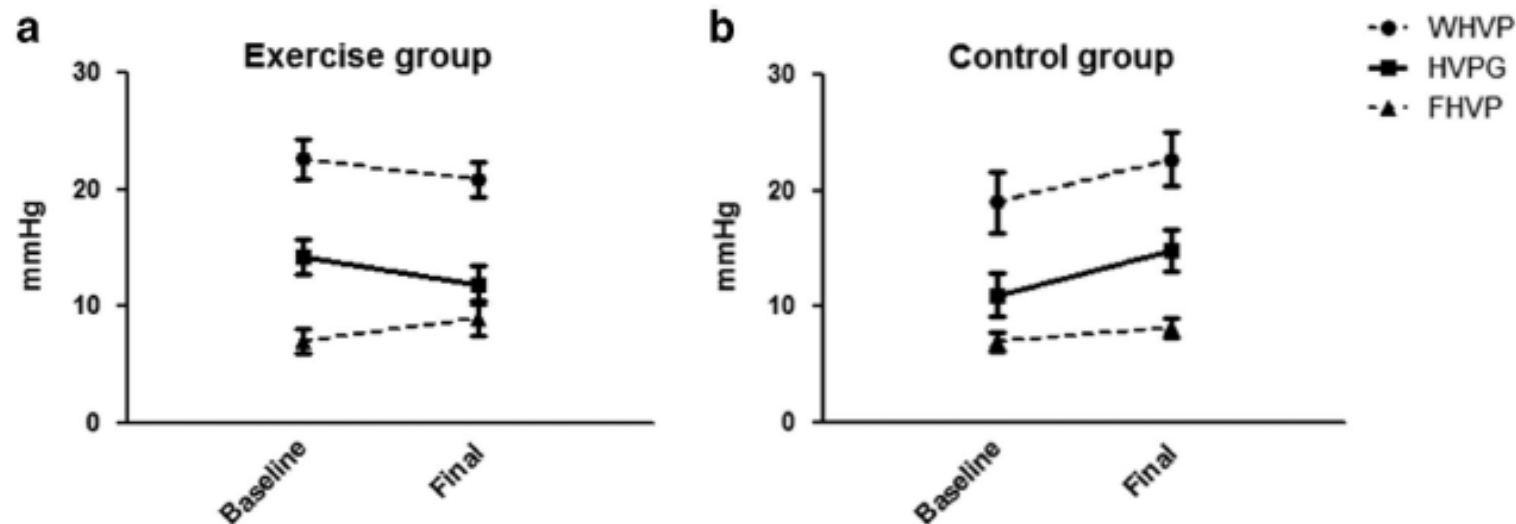 a
Exercise group
30
20
10
0
mmHg
Baseline
Final
b
Control group
30
20
10
0
mmHg
Baseline
Final
WHVP
HVPG
FHVP